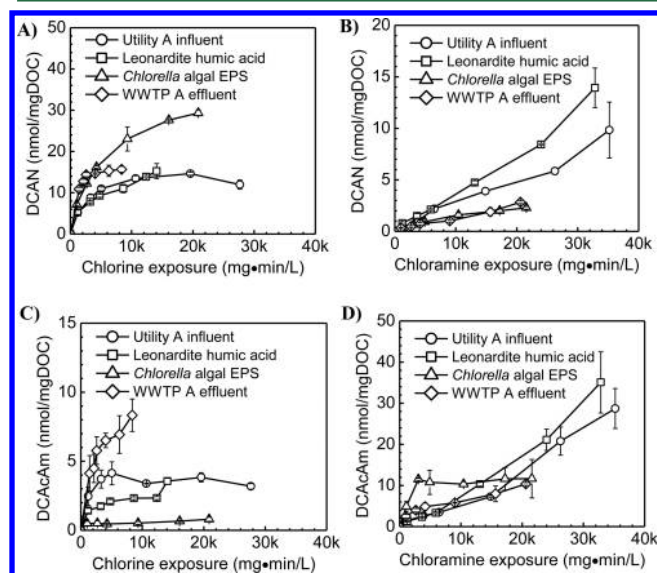 A)
DCAN (nmol/mgDOC)
50
40
30
20
10
0
Utility A influent
Leonardite humic acid
Chlorella algal EPS
WWTP A effluent
0 10k 20k 30k 40k
Chlorine exposure (mg•min/L)
B)
DCAN (nmol/mgDOC)
20
15
10
5
0
Utility A influent
Leonardite humic acid
Chlorella algal EPS
WWTP A effluent
0 10k 20k 30k 40k
Chloramine exposure (mg•min/L)
C)
DCAcAm (nmol/mgDOC)
15
10
5
0
Utility A influent
Leonardite humic acid
Chlorella algal EPS
WWTP A effluent
0 10k 20k 30k 40k
Chlorine exposure (mg•min/L)
D)
DCAcAm (nmol/mgDOC)
50
40
30
20
10
0
Utility A influent
Leonardite humic acid
Chlorella algal EPS
WWTP A effluent
0 10k 20k 30k 40k
Chloramine exposure (mg•min/L)